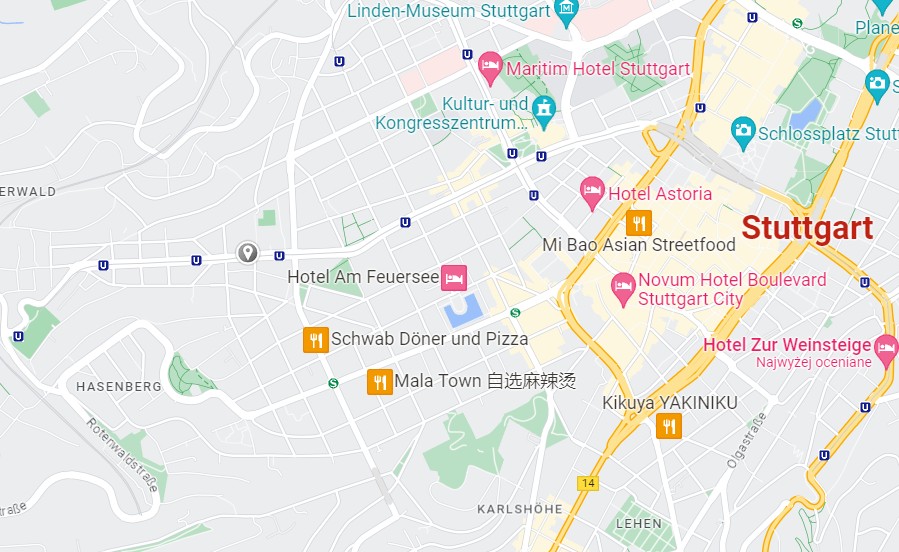 Linden-Museum Stuttgart
U
S
Plane
U
U
Maritim Hotel Stuttgart
S
Kultur- und
Kongresszentrum...
U
Schlossplatz Stutt
U
U
ERWALD
U
Hotel Astoria
U
Stuttgart
Mi Bao Asian Streetfood
U
U
U
U
Hotel Am Feuersee
Novum Hotel Boulevard
Stuttgart City
U
S
U
Schwab Döner und Pizza
Hotel Zur Weinsteige
Najwyżej oceniane
HASENBERG
S
Mala Town 自选麻辣烫
Kikuya YAKINIKU
U
Roterwaldstraße
Olgastraße
U
14
raße
KARLSHÖHE
LEHEN